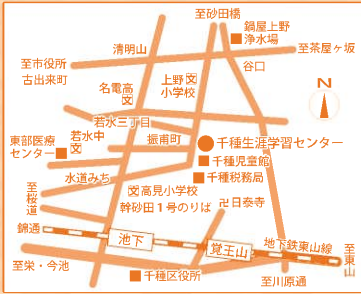 至砂田橋
鍋屋上野
浄水場
清明山
至茶屋ヶ坂
至市役所
古出来町
谷口
名電高
上野
小学校
N
若水三丁目
若水中
振甫町
千種生涯学習センター
東部医療
センター
千種児童館
千種税務局
水道みち
高見小学校
幹砂田1号のりば
卍日泰寺
至桜道
錦通
池下
覚王山
地下鉄東山線
至東山
至栄・今池
千種区役所
至川原通